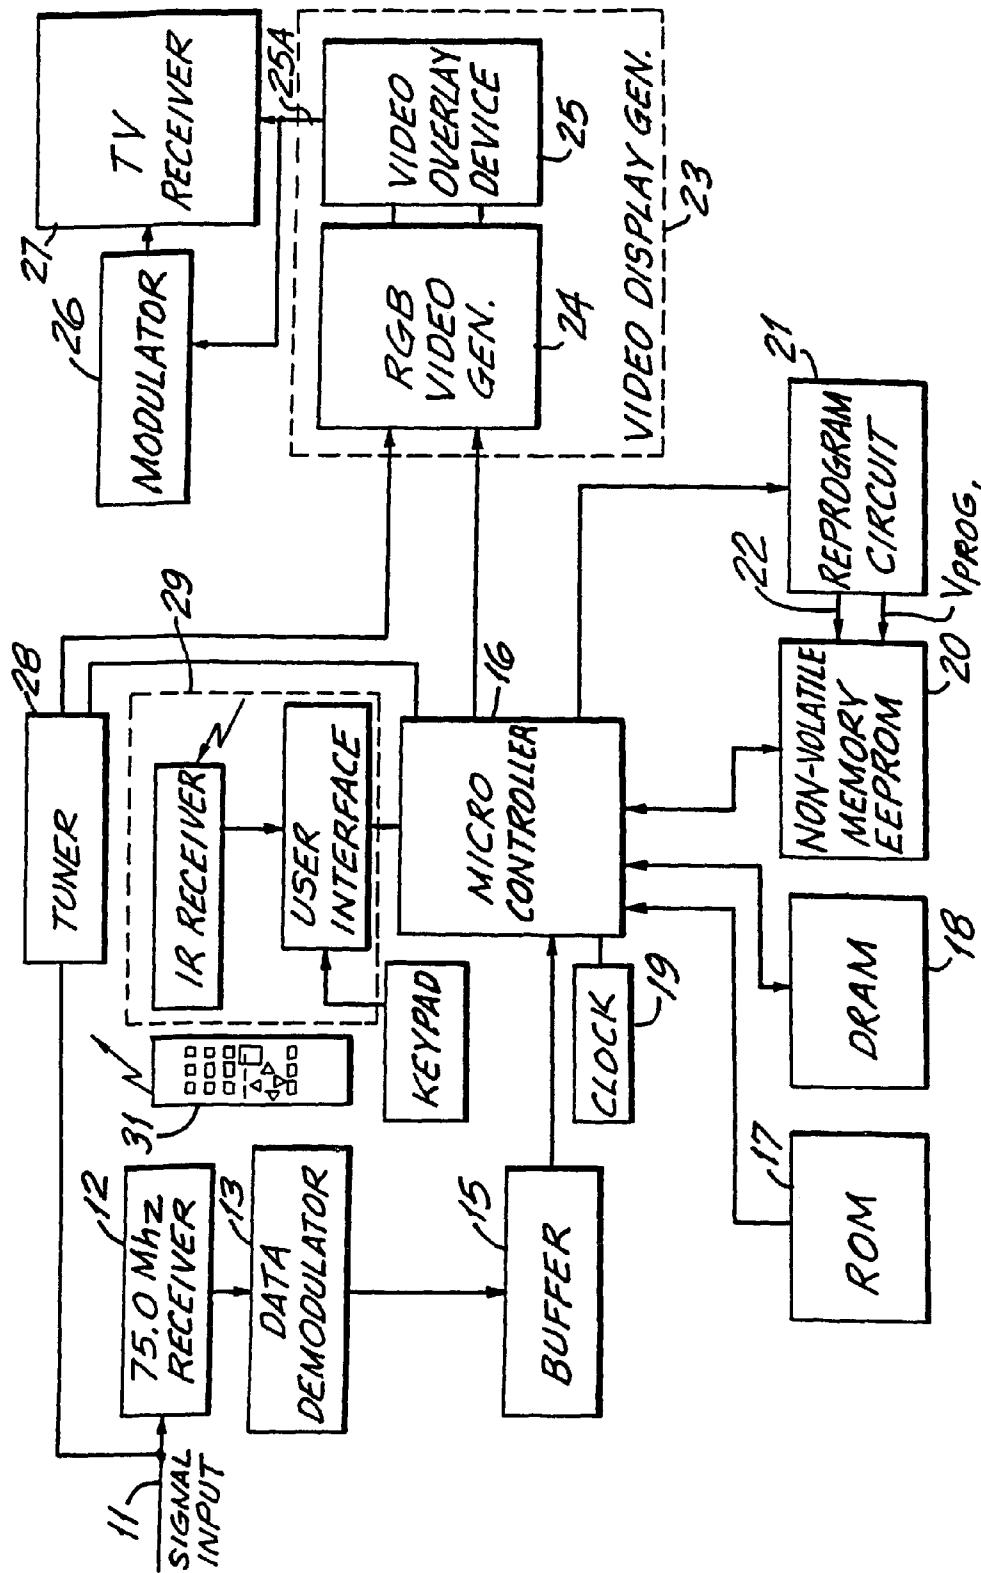 11
SIGNAL
INPUT
12
75.0 Mhz
RECEIVER
13
DATA
DEMODULATOR
15
BUFFER
17
ROM
31
28
TUNER
29
IR RECEIVER
USER
INTERFACE
KEYPAD
16
MICRO
CONTROLLER
CLOCK
19
DRAM
18
NON-VOLATILE
MEMORY
EEPROM
20
22
VPROG.
21
REPROGRAM
CIRCUIT
26
MODULATOR
27
TV
RECEIVER
25A
RGB
VIDEO
GEN.
24
VIDEO
OVERLAY
DEVICE
25
VIDEO DISPLAY GEN.
23